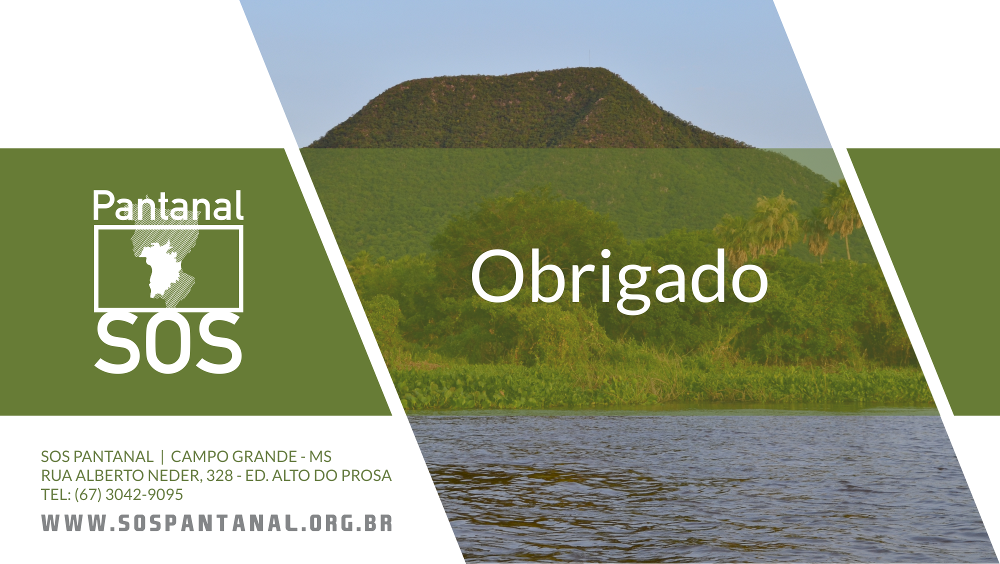 Pantanal
SOS
Obrigado
SOS PANTANAL | CAMPO GRANDE - MS
RUA ALBERTO NEDER, 328 - ED. ALTO DO PROSA
TEL: (67) 3042-9095
WWW.SOSPANTANAL.ORG.BR